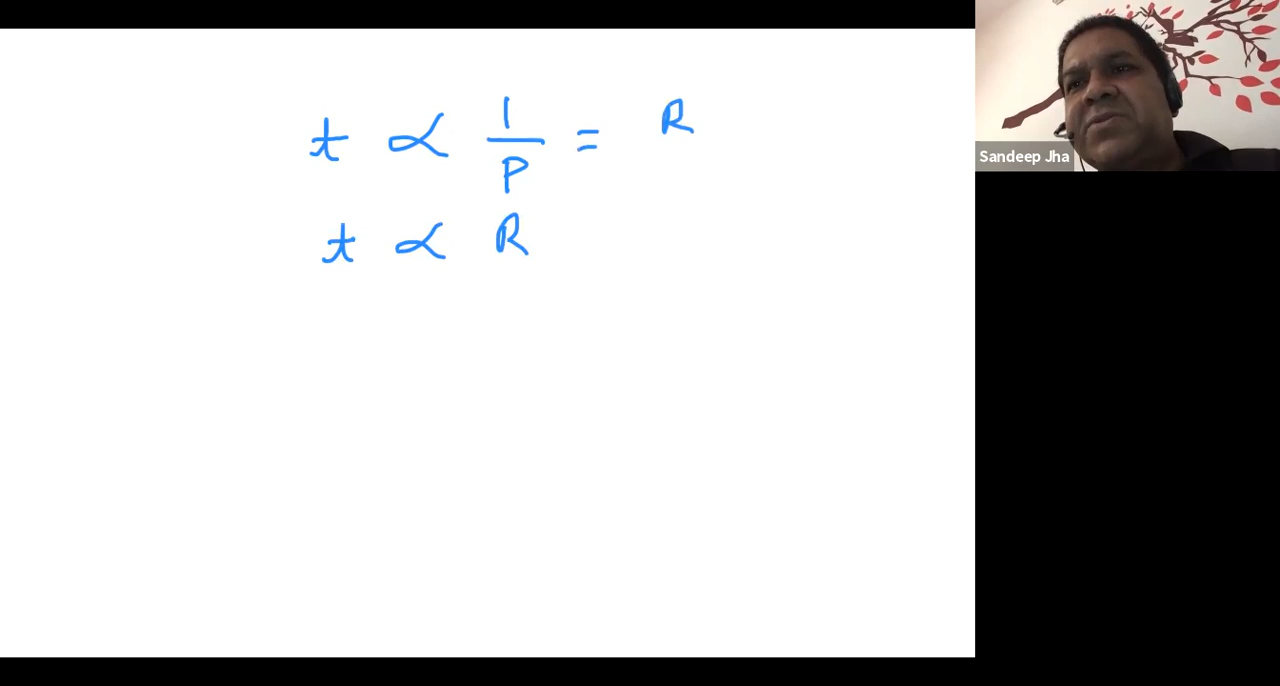 t ∝ 1/P = R
t ∝ R
Sandeep Jha